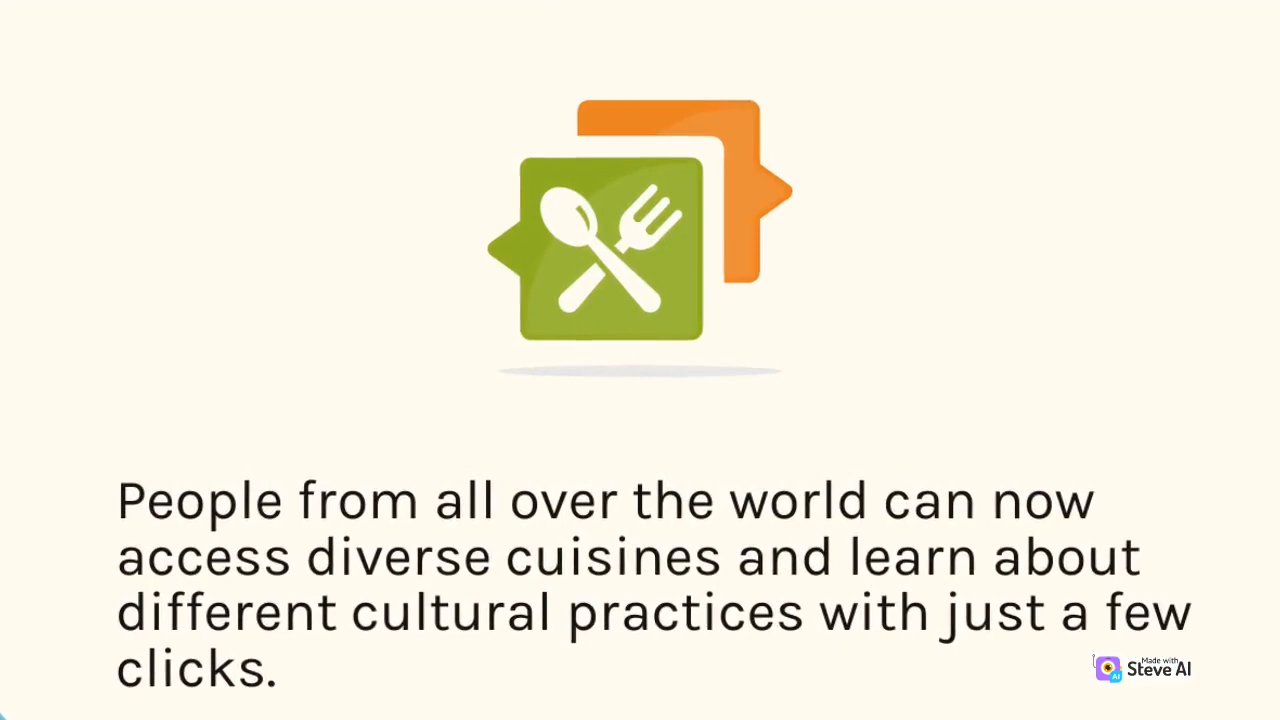 People from all over the world can now
access diverse cuisines and learn about
different cultural practices with just a few
clicks.
Made with
Steve AI
AI